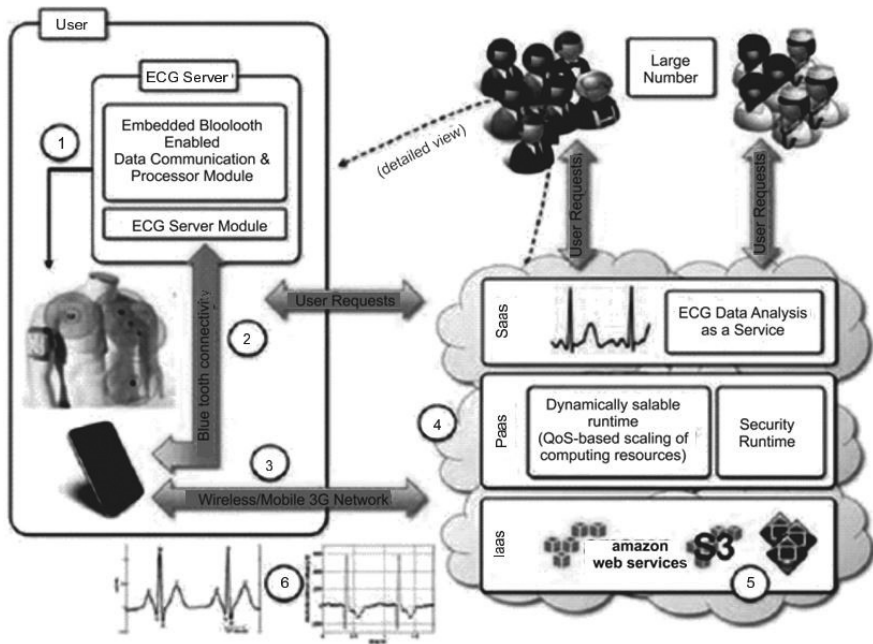 User
ECG Server
Embedded Bloolooth
Enabled
Data Communication &
Processor Module
ECG Server Module
1
Blue tooth connectivity
2
User Requests
3
Wireless/Mobile 3G Network
(detailed view)
Large
Number
User Requests
User Requests
Saas
ECG Data Analysis
as a Service
4
Paas
Dynamically salable
runtime
(QoS-based scaling of
computing resources)
Security
Runtime
Iaas
amazon
web services
S3
5
6